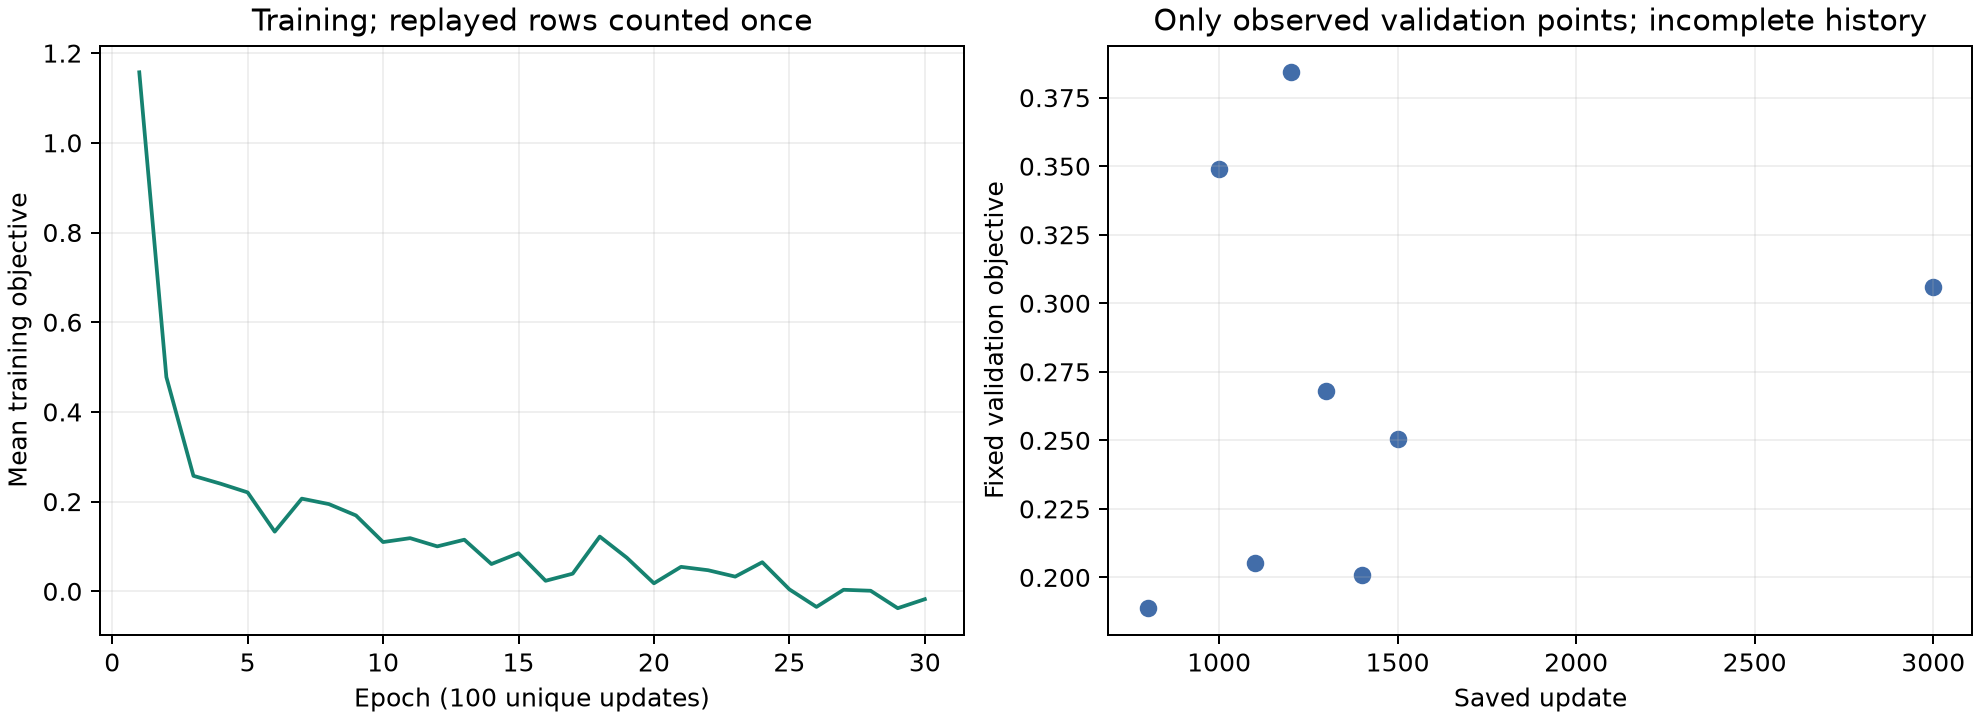 Training; replayed rows counted once
Mean training objective
1.2
1.0
0.8
0.6
0.4
0.2
0.0
0 5 10 15 20 25 30
Epoch (100 unique updates)
Only observed validation points; incomplete history
Fixed validation objective
0.375
0.350
0.325
0.300
0.275
0.250
0.225
0.200
1000 1500 2000 2500 3000
Saved update